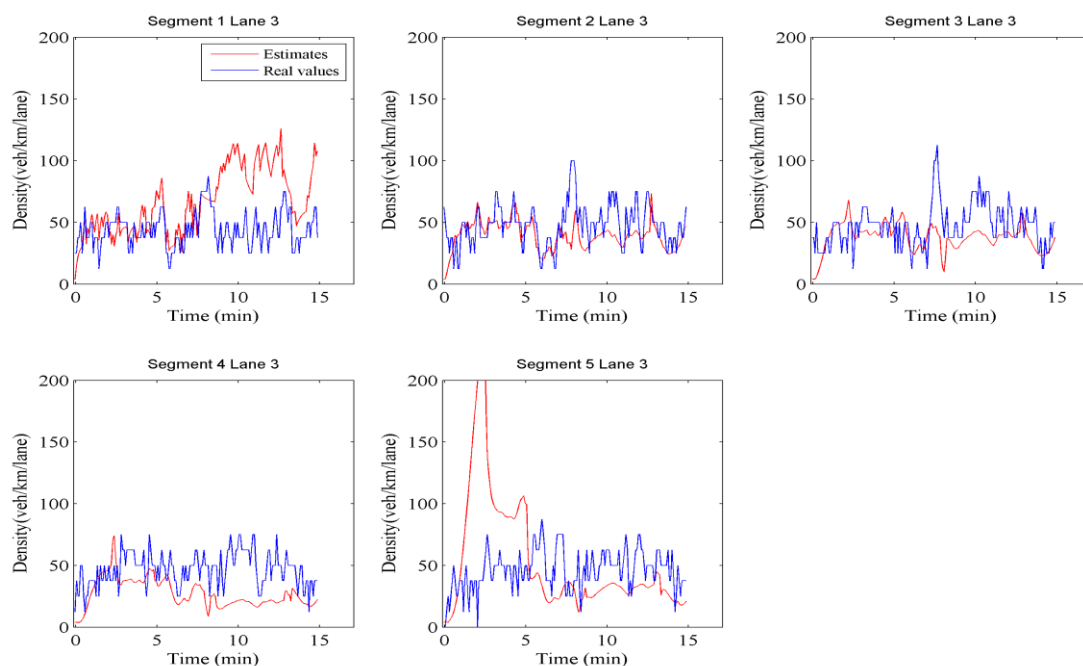 Segment 1 Lane 3
200
150
100
50
0
Density(veh/km/lane)
0 5 10 15
Time (min)
Estimates
Real values
Segment 2 Lane 3
200
150
100
50
0
Density(veh/km/lane)
0 5 10 15
Time (min)
Segment 3 Lane 3
200
150
100
50
0
Density(veh/km/lane)
0 5 10 15
Time (min)
Segment 4 Lane 3
200
150
100
50
0
Density(veh/km/lane)
0 5 10 15
Time (min)
Segment 5 Lane 3
200
150
100
50
0
Density(veh/km/lane)
0 5 10 15
Time (min)